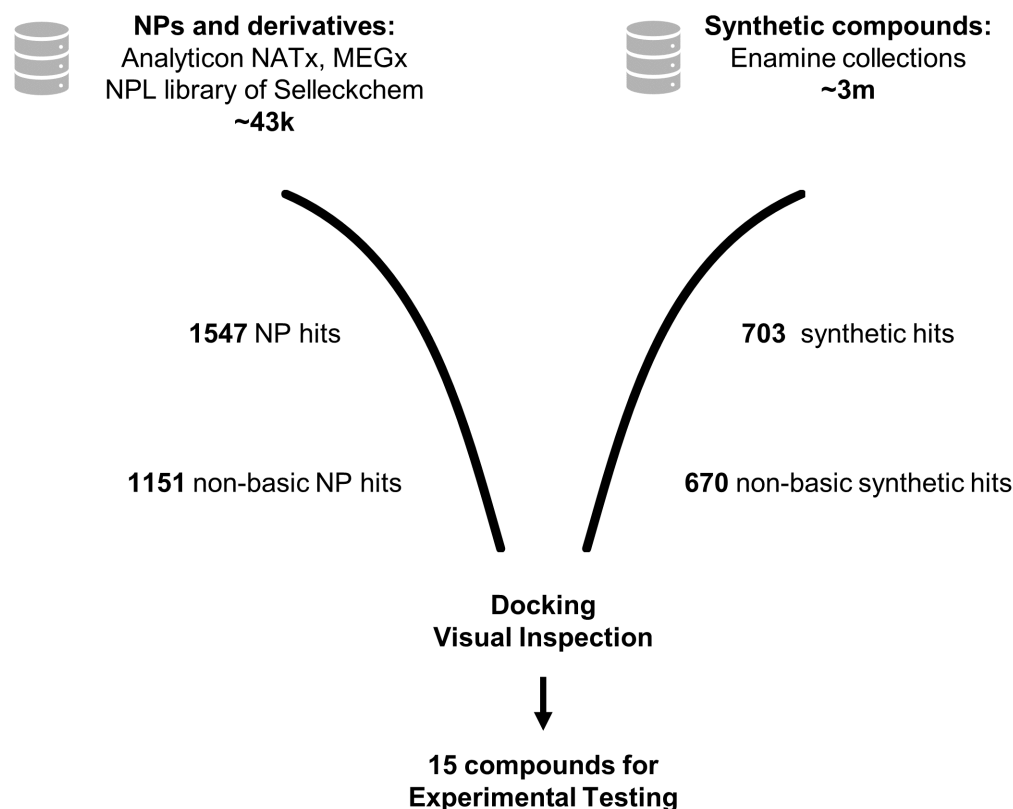 NPs and derivatives:
Analyticon NATx, MEGx
NPL library of Selleckchem
~43k
Synthetic compounds:
Enamine collections
~3m
1547 NP hits
703 synthetic hits
1151 non-basic NP hits
670 non-basic synthetic hits
Docking
Visual Inspection
15 compounds for
Experimental Testing